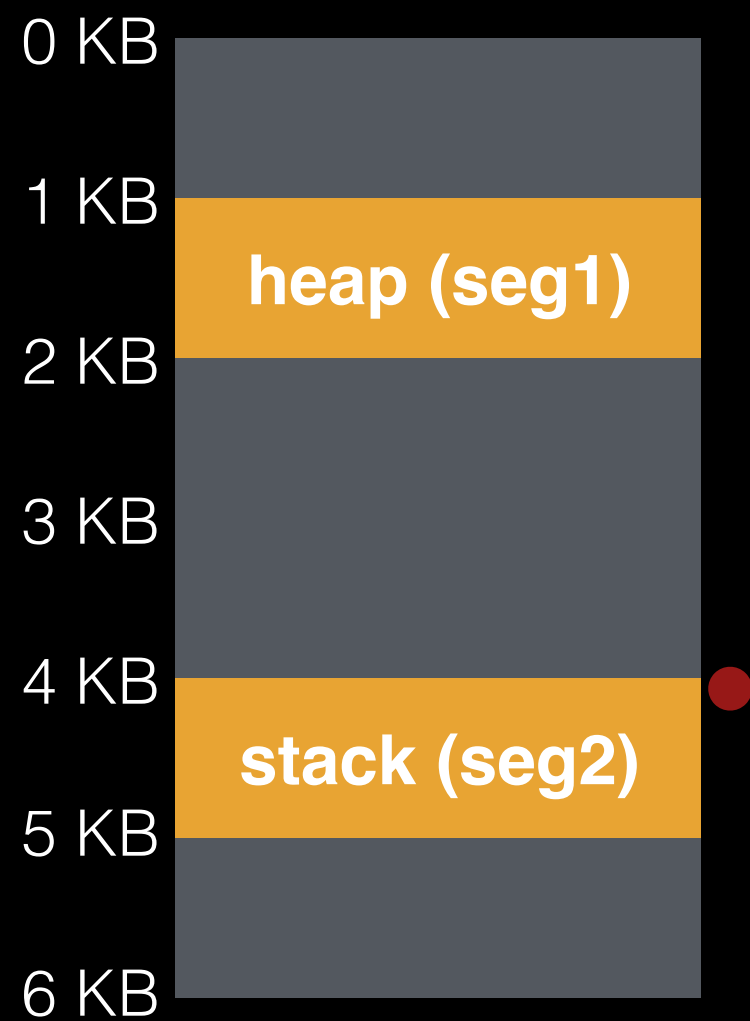 0 KB
1 KB
heap (seg1)
2 KB
3 KB
4 KB
stack (seg2)
5 KB
6 KB